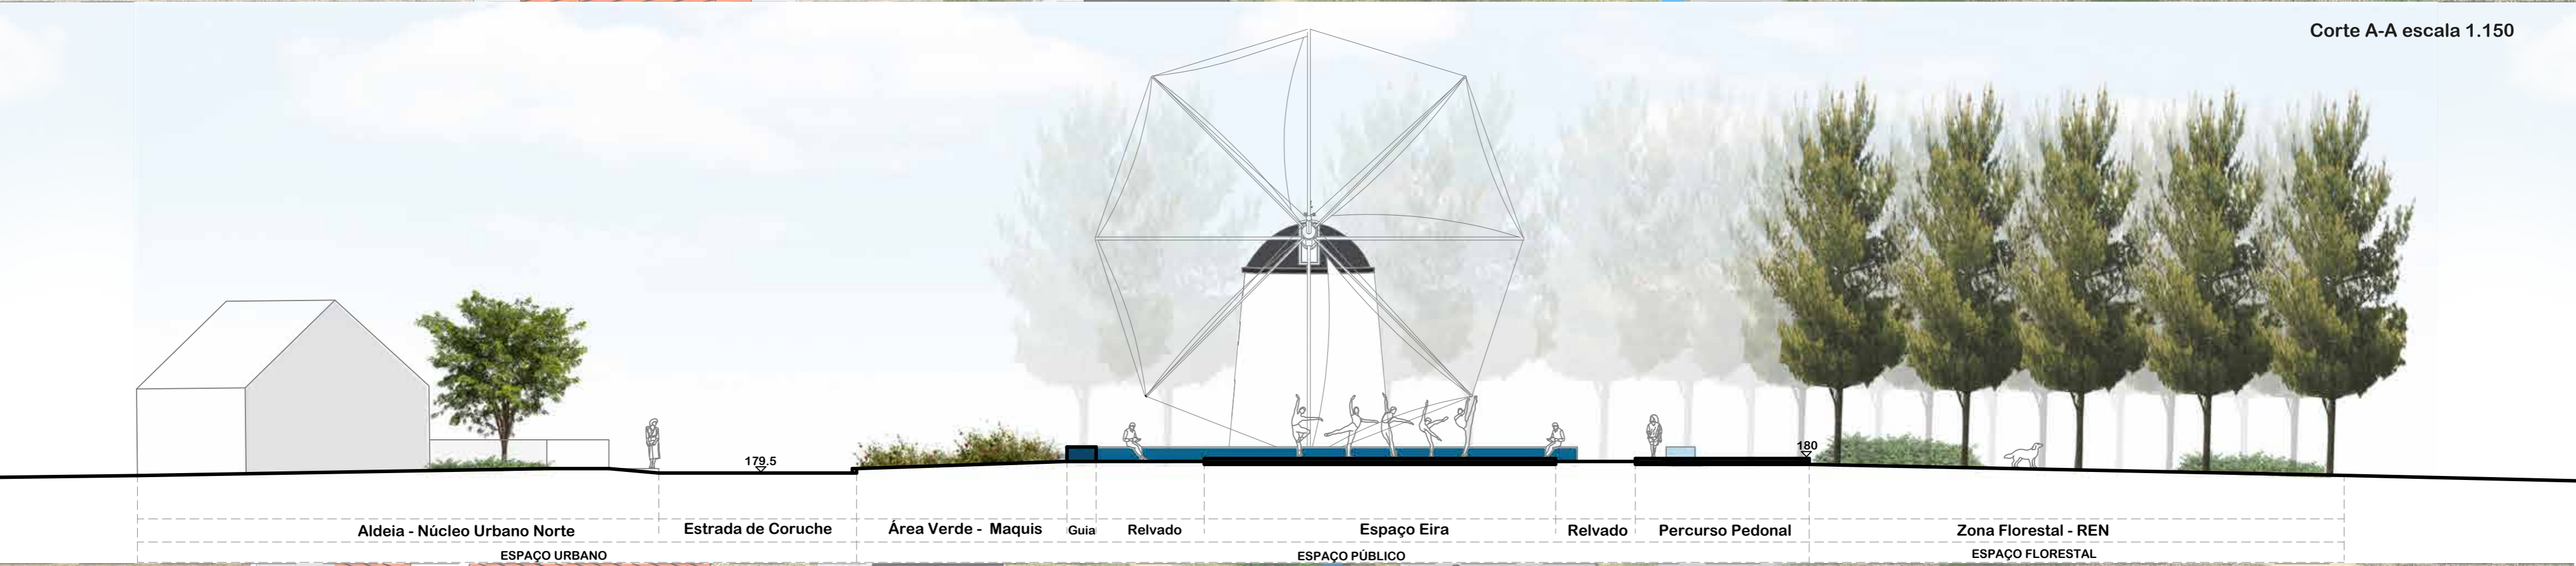 Corte A-A escala 1.150
179.5
180
Aldeia - Núcleo Urbano Norte
Estrada de Coruche
Área Verde - Maquis
Guia
Relvado
Espaço Eira
Relvado
Percurso Pedonal
Zona Florestal - REN
ESPAÇO URBANO
ESPAÇO PÚBLICO
ESPAÇO FLORESTAL